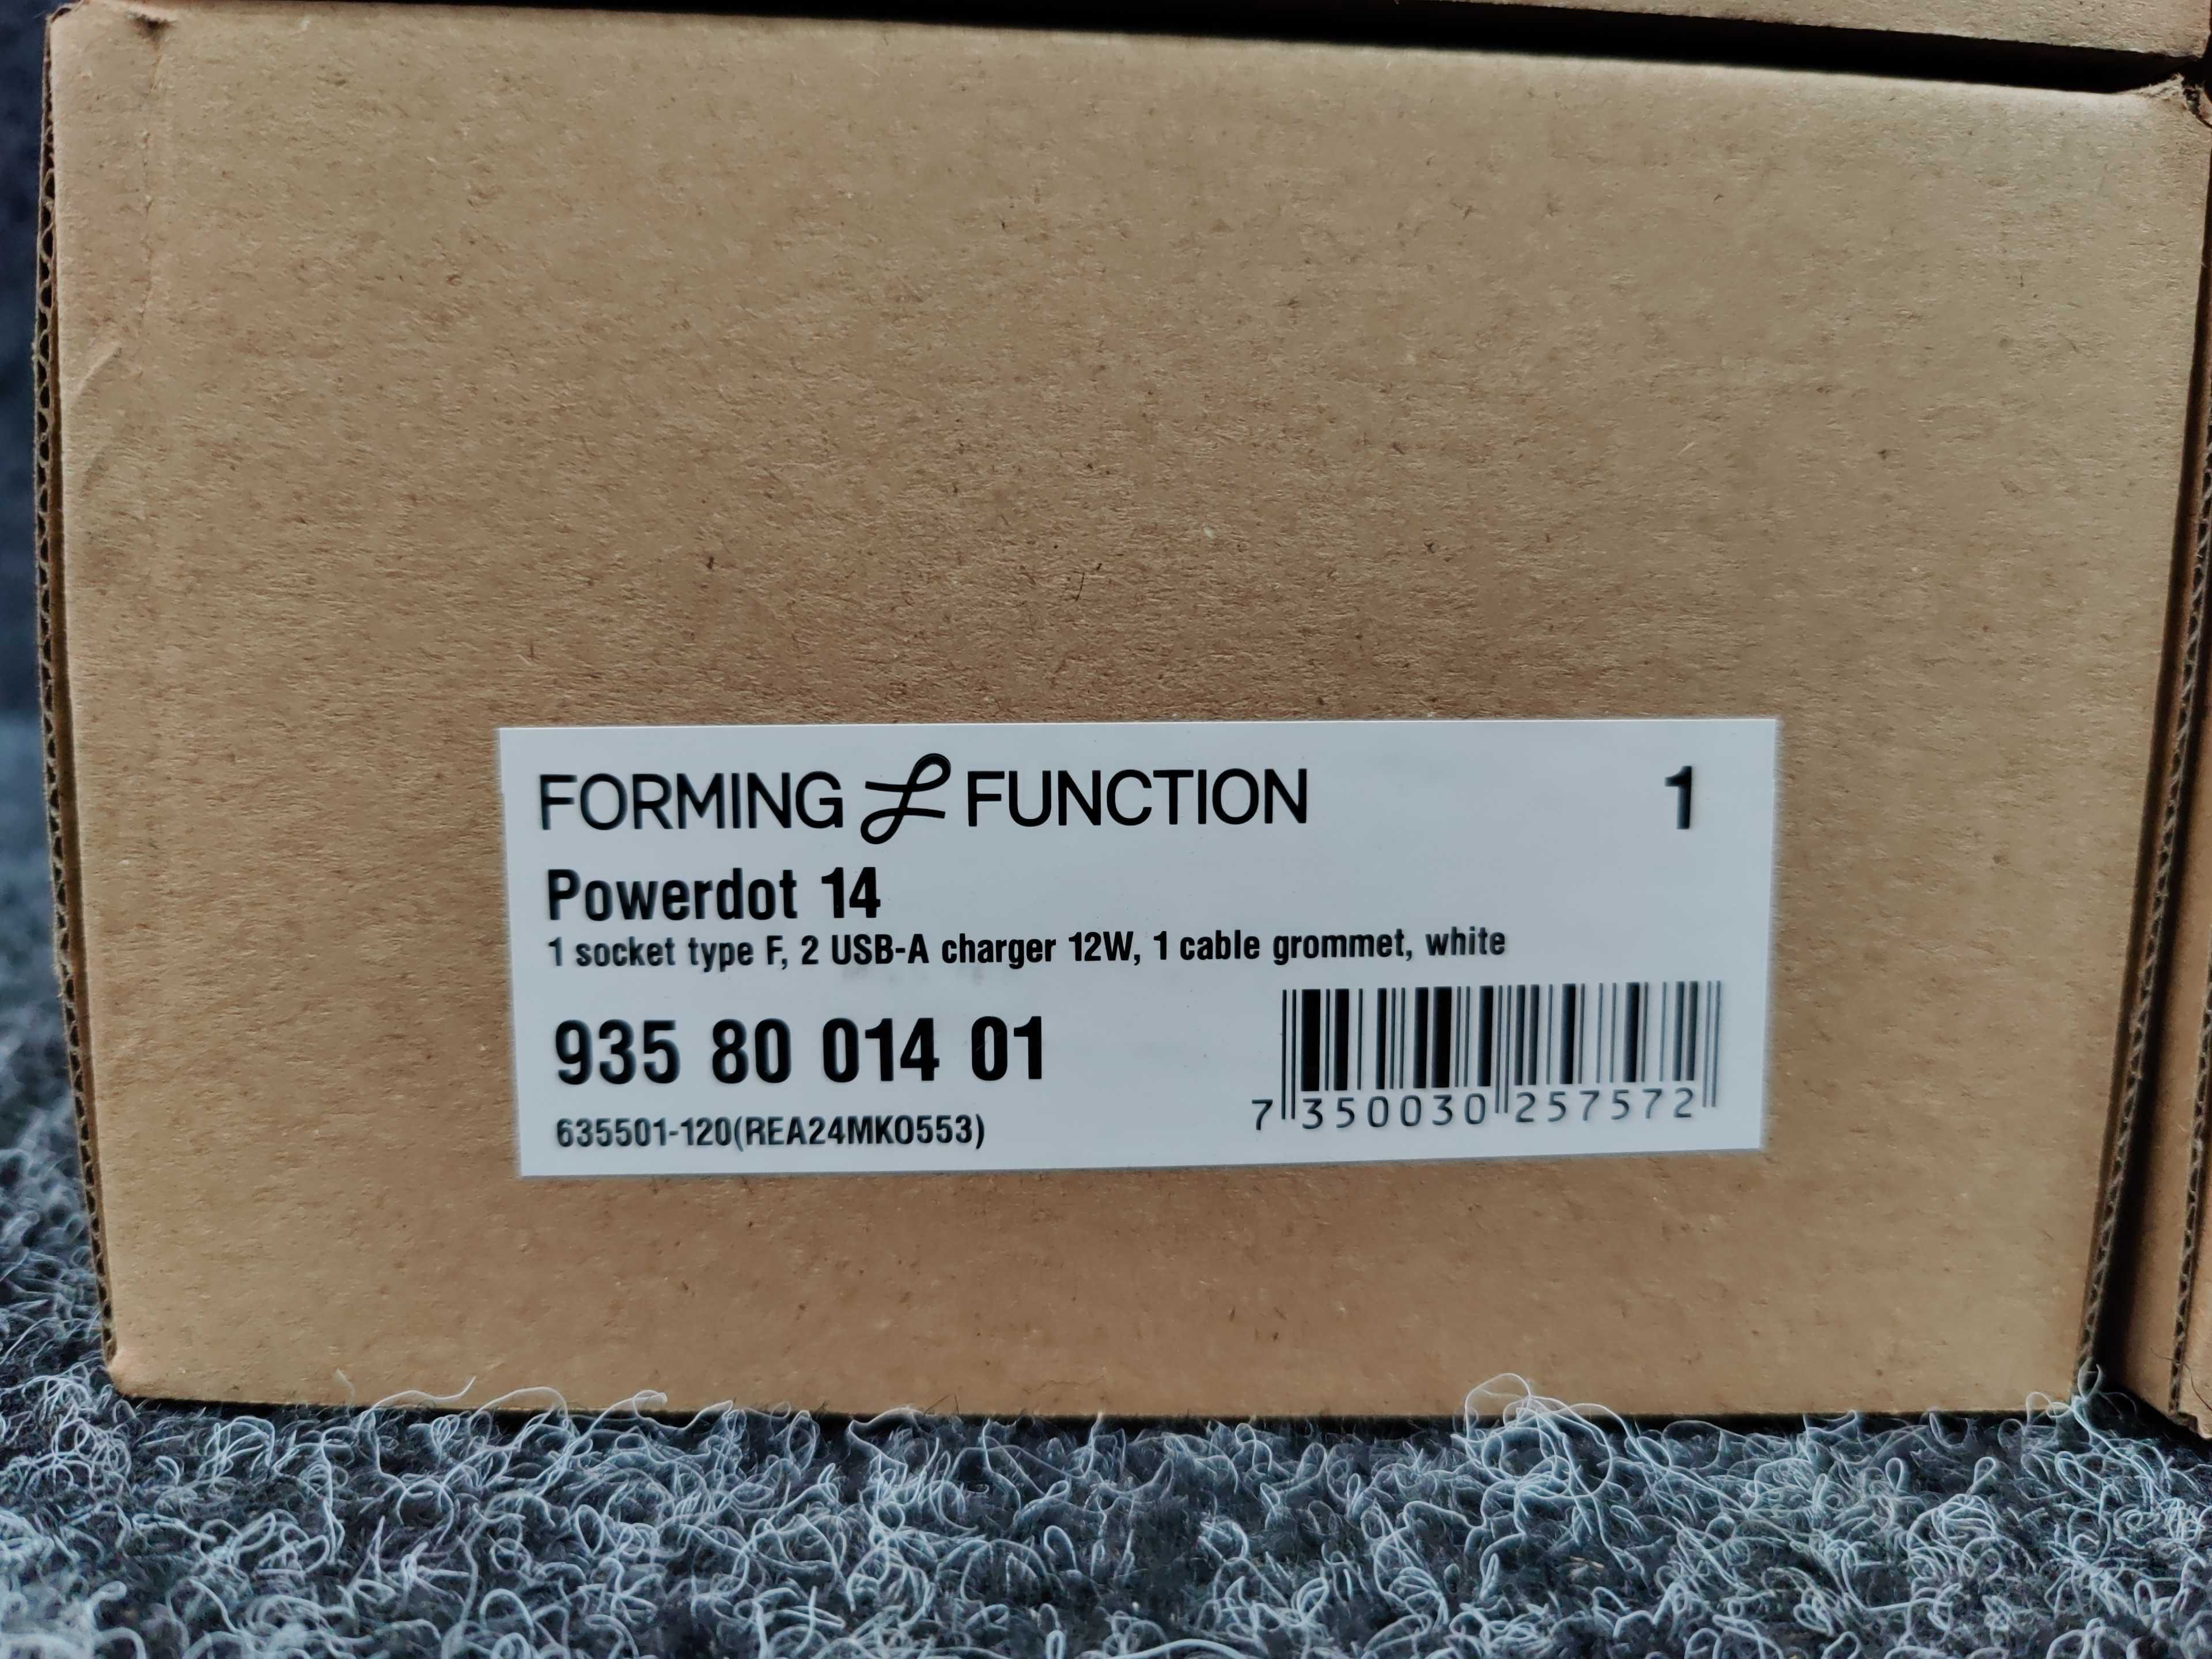 FORMING FUNCTION 1
Powerdot 14
1 socket type F, 2 USB-A charger 12W, 1 cable grommet, white
935 80 014 01
635501-120(REA24MKO553)
7 350030 257572